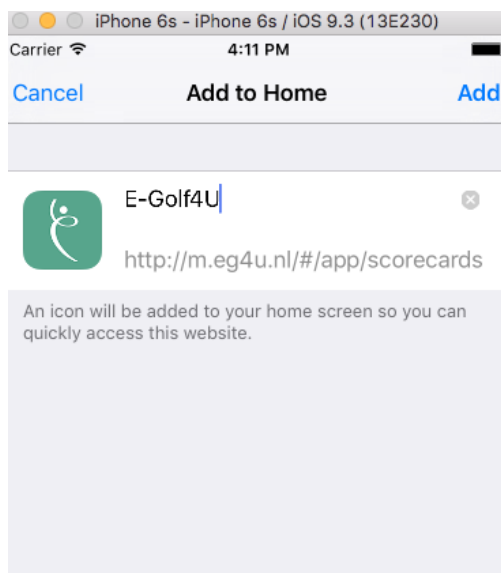 iPhone 6s - iPhone 6s / iOS 9.3 (13E230)
Carrier 4:11 PM
Cancel Add to Home Add
E-Golf4U
http://m.eg4u.nl/#/app/scorecards
An icon will be added to your home screen so you can
quickly access this website.